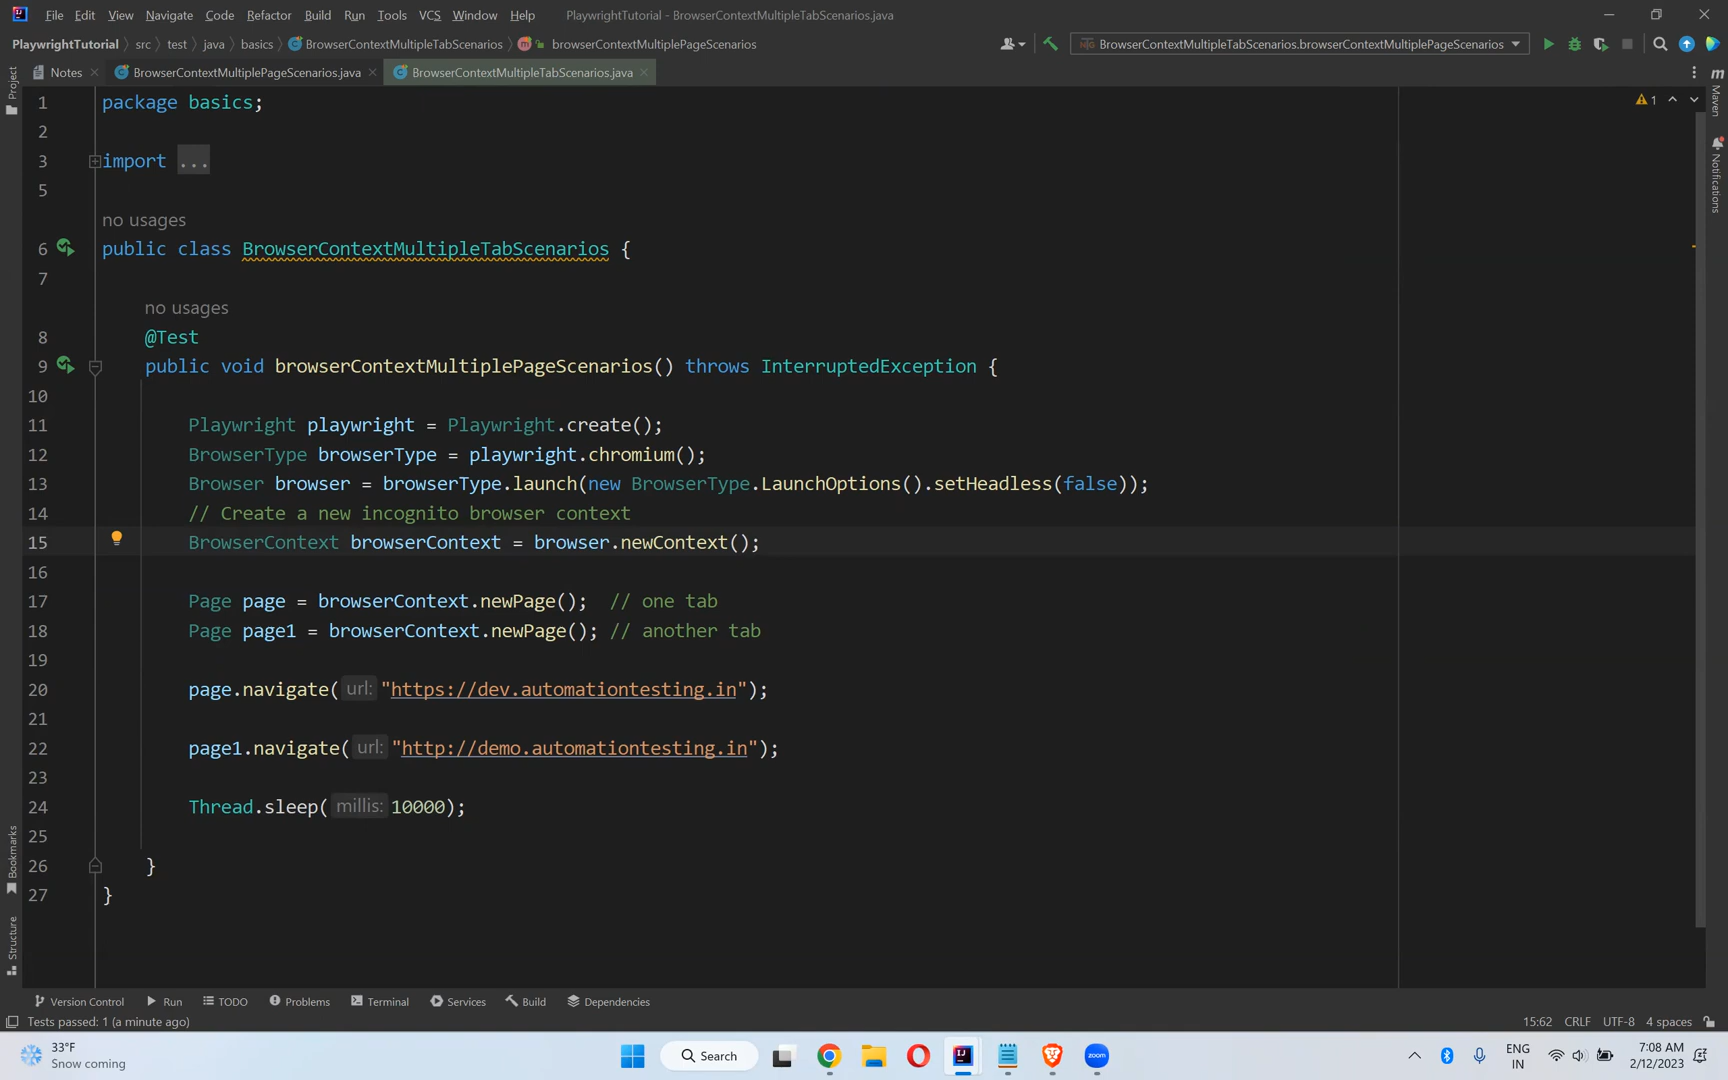 File Edit View Navigate Code Refactor Build Run Tools VCS Window Help PlaywrightTutorial - BrowserContextMultipleTabScenarios.java
PlaywrightTutorial src test java basics BrowserContextMultipleTabScenarios browserContextMultiplePageScenarios BrowserContextMultipleTabScenarios.browserContextMultiplePageScenarios
Notes BrowserContextMultiplePageScenarios.java BrowserContextMultipleTabScenarios.java
Project
Maven
Notifications
1
1 package basics;
2
3 import ...
5
no usages
6 public class BrowserContextMultipleTabScenarios {
7
no usages
8 @Test
9 public void browserContextMultiplePageScenarios() throws InterruptedException {
10
11 Playwright playwright = Playwright.create();
12 BrowserType browserType = playwright.chromium();
13 Browser browser = browserType.launch(new BrowserType.LaunchOptions().setHeadless(false));
14 // Create a new incognito browser context
15 BrowserContext browserContext = browser.newContext();
16
17 Page page = browserContext.newPage(); // one tab
18 Page page1 = browserContext.newPage(); // another tab
19
20 page.navigate( url: "https://dev.automationtesting.in");
21
22 page1.navigate( url: "http://demo.automationtesting.in");
23
24 Thread.sleep( millis: 10000);
25
26 }
27 }
Bookmarks
Structure
Version Control Run TODO Problems Terminal Services Build Dependencies
Tests passed: 1 (a minute ago) 15:62 CRLF UTF-8 4 spaces
33°F
Snow coming
Search
zoom
ENG
IN
7:08 AM
2/12/2023